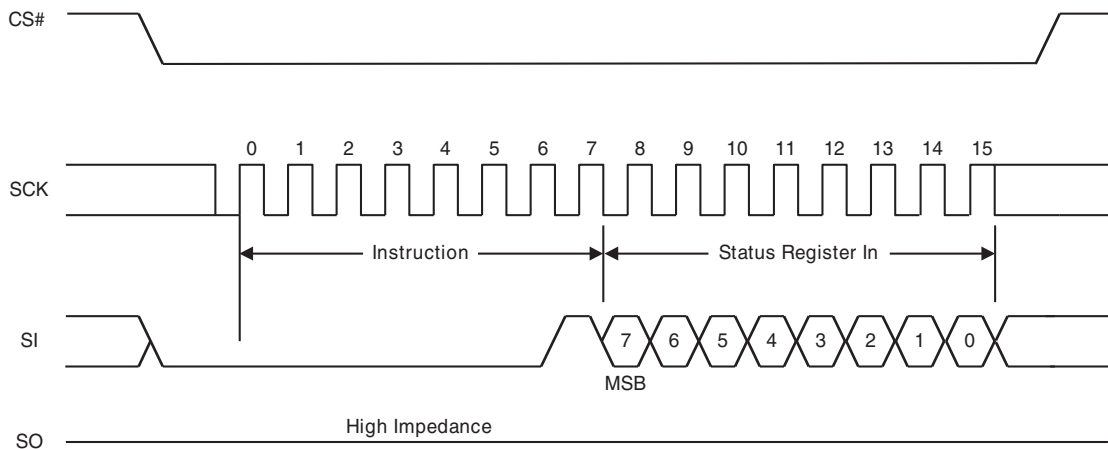 CS#
0 1 2 3 4 5 6 7 8 9 10 11 12 13 14 15
SCK
Instruction Status Register In
SI 7 6 5 4 3 2 1 0
MSB
High Impedance
SO